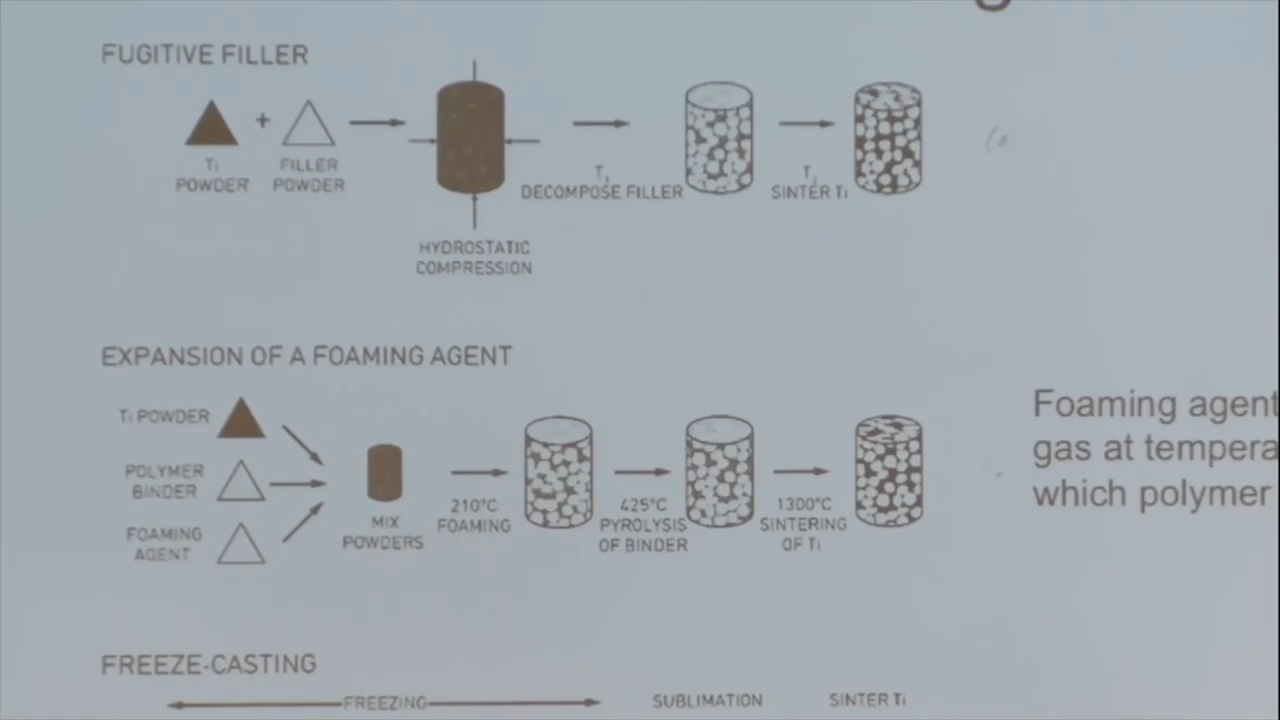 FUGITIVE FILLER
+
Ti
POWDER
FILLER
POWDER
HYDROSTATIC
COMPRESSION
T1
DECOMPOSE FILLER
T2
SINTER Ti
EXPANSION OF A FOAMING AGENT
Ti POWDER
POLYMER
BINDER
FOAMING
AGENT
MIX
POWDERS
210°C
FOAMING
425°C
PYROLYSIS
OF BINDER
1300°C
SINTERING
OF Ti
Foaming agent
gas at tempera
which polymer
FREEZE-CASTING
FREEZING
SUBLIMATION
SINTER Ti